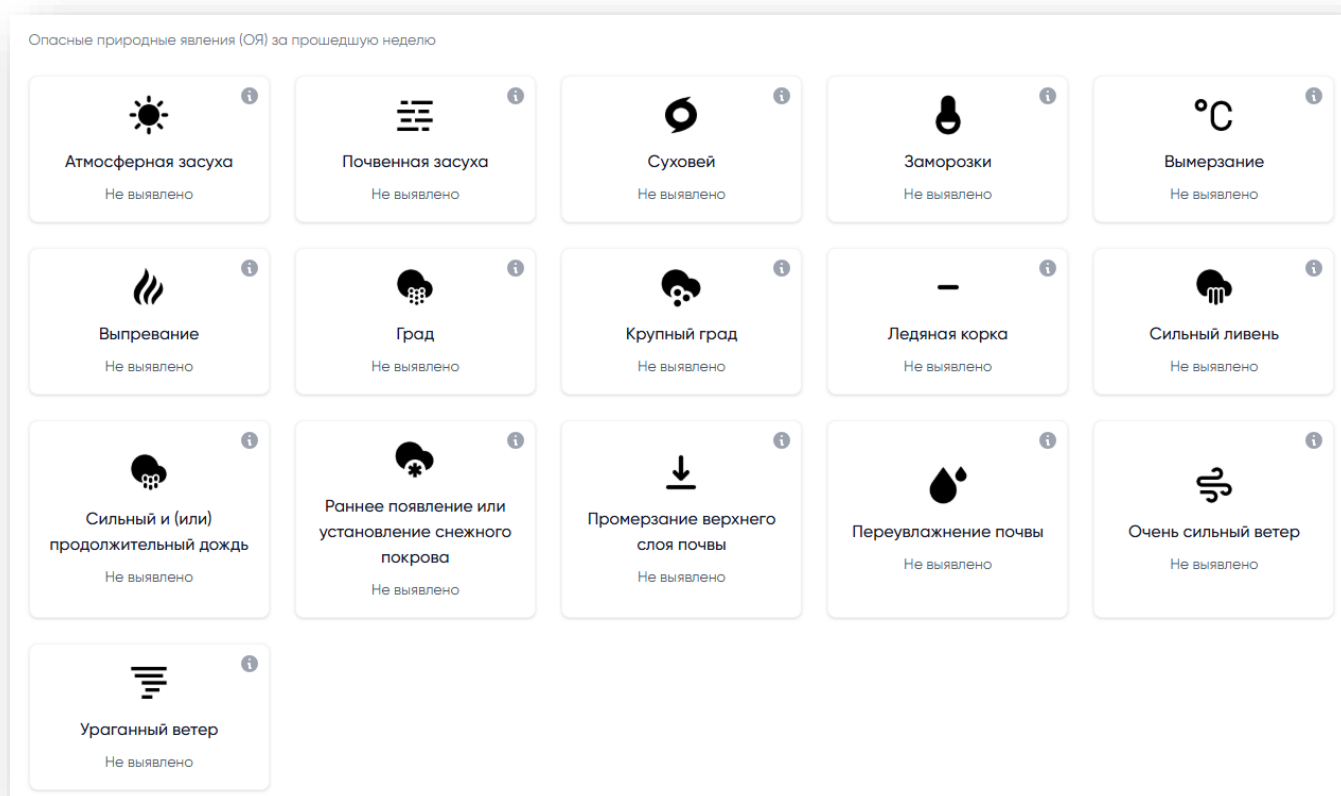 Опасные природные явления (ОЯ) за прошедшую неделю
Атмосферная засуха
Не выявлено
Почвенная засуха
Не выявлено
Суховей
Не выявлено
Заморозки
Не выявлено
°C
Вымерзание
Не выявлено
Выпревание
Не выявлено
Град
Не выявлено
Крупный град
Не выявлено
Ледяная корка
Не выявлено
Сильный ливень
Не выявлено
Сильный и (или)
продолжительный дождь
Не выявлено
Раннее появление или
установление снежного
покрова
Не выявлено
Промерзание верхнего
слоя почвы
Не выявлено
Переувлажнение почвы
Не выявлено
Очень сильный ветер
Не выявлено
Ураганный ветер
Не выявлено